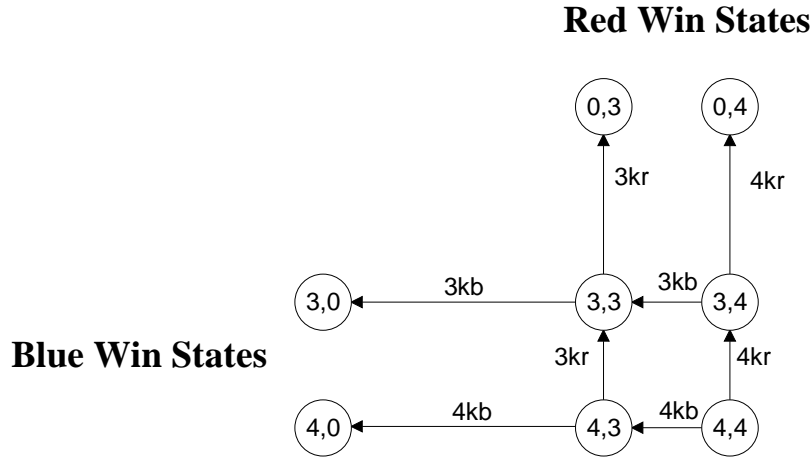 Red Win States
0,3
0,4
3kr
4kr
3kb
3kb
3,0
3,3
3,4
Blue Win States
3kr
4kr
4kb
4kb
4,0
4,3
4,4